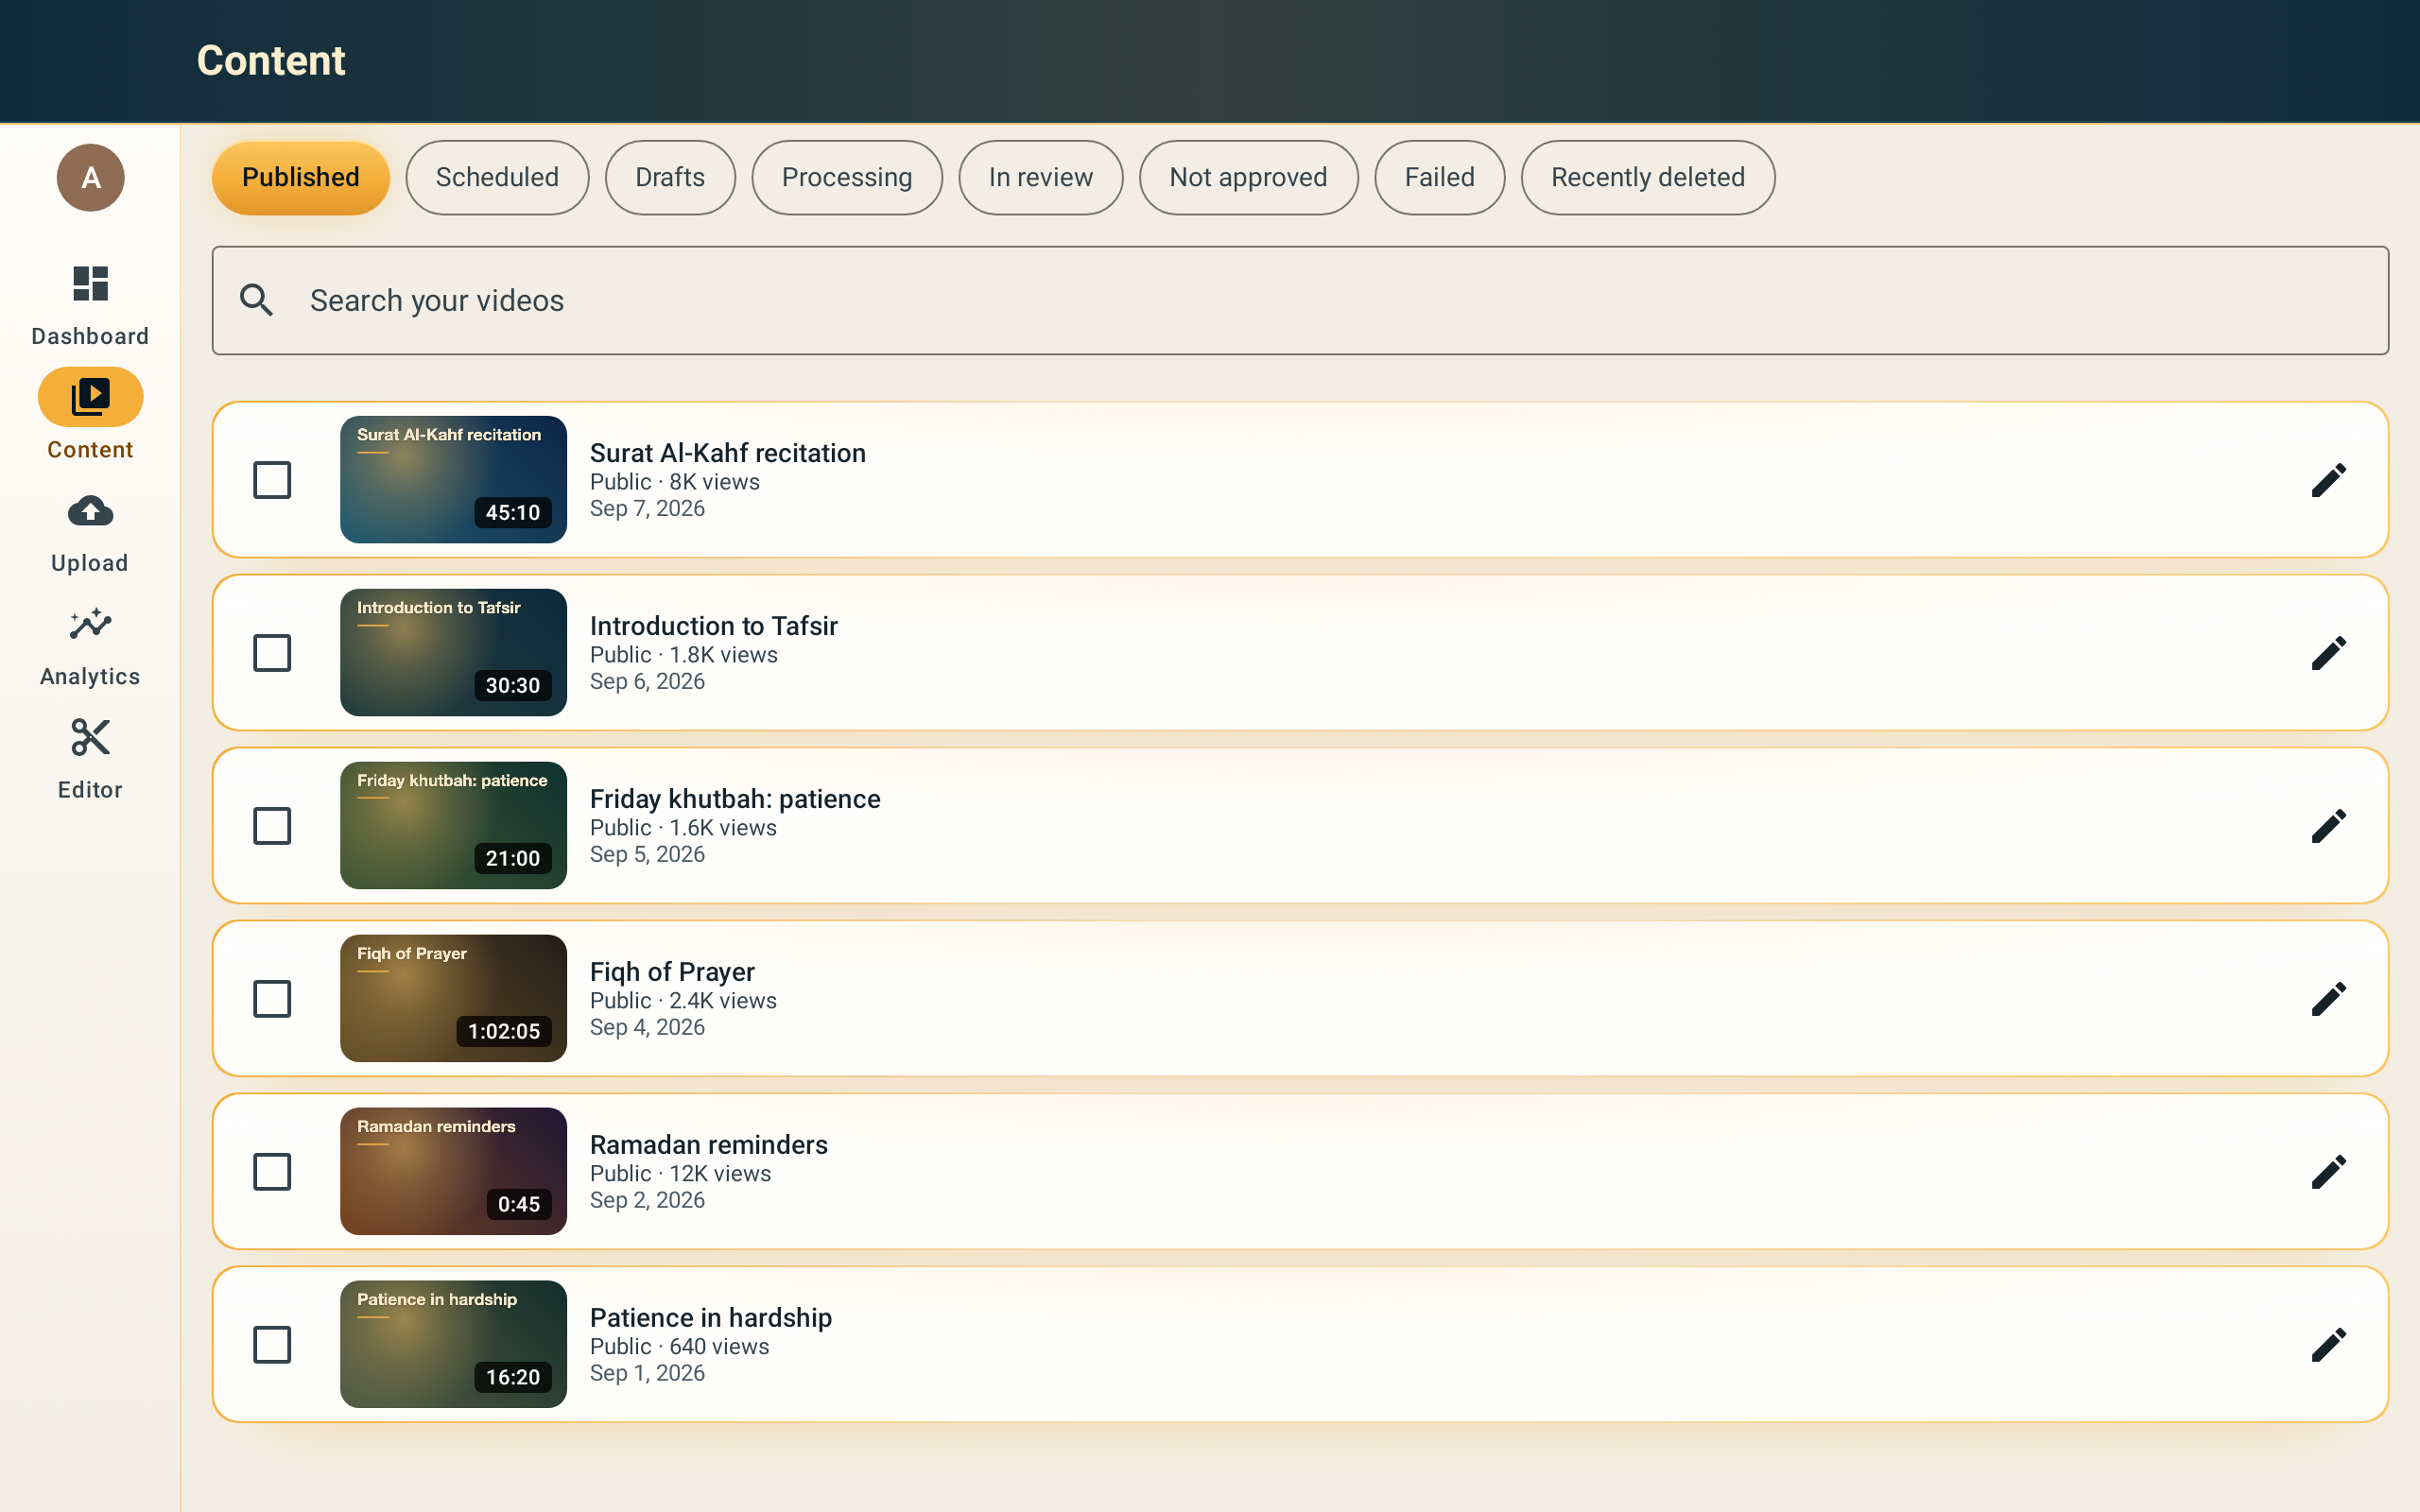 Content
A
Dashboard
Content
Upload
Analytics
Editor
Published
Scheduled
Drafts
Processing
In review
Not approved
Failed
Recently deleted
Search your videos
Surat Al-Kahf recitation
45:10
Surat Al-Kahf recitation
Public · 8K views
Sep 7, 2026
Introduction to Tafsir
30:30
Introduction to Tafsir
Public · 1.8K views
Sep 6, 2026
Friday khutbah: patience
21:00
Friday khutbah: patience
Public · 1.6K views
Sep 5, 2026
Fiqh of Prayer
1:02:05
Fiqh of Prayer
Public · 2.4K views
Sep 4, 2026
Ramadan reminders
0:45
Ramadan reminders
Public · 12K views
Sep 2, 2026
Patience in hardship
16:20
Patience in hardship
Public · 640 views
Sep 1, 2026